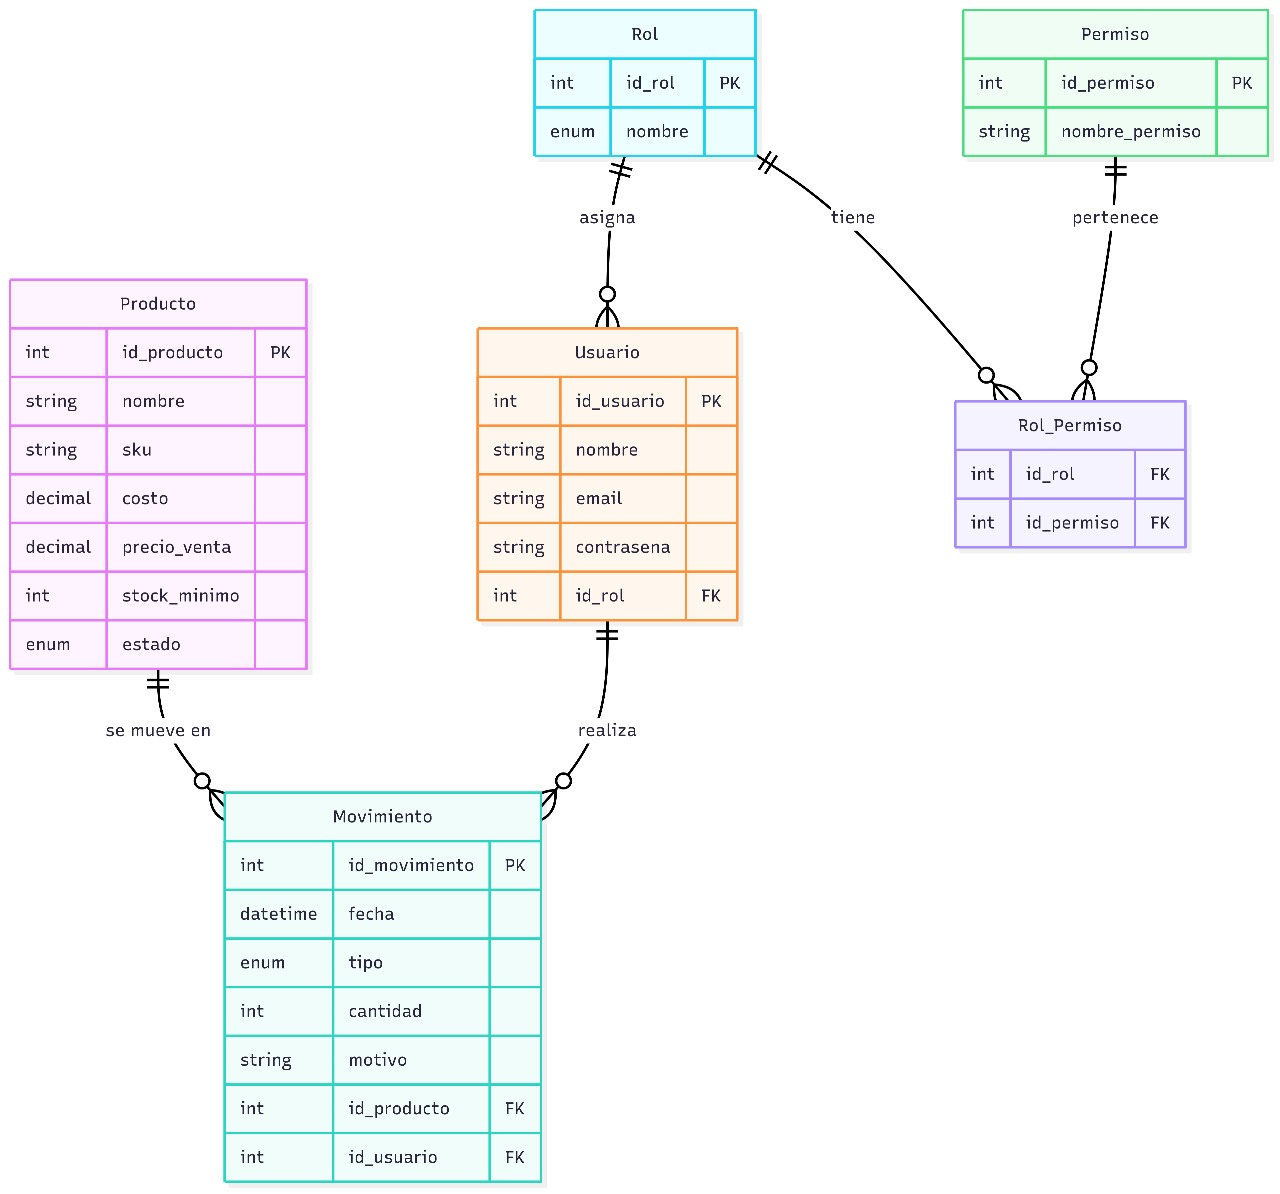 Rol
int id_rol PK
enum nombre
Permiso
int id_permiso PK
string nombre_permiso
asigna
tiene
pertenece
Producto
int id_producto PK
string nombre
string sku
decimal costo
decimal precio_venta
int stock_minimo
enum estado
Usuario
int id_usuario PK
string nombre
string email
string contrasena
int id_rol FK
Rol_Permiso
int id_rol FK
int id_permiso FK
se mueve en
realiza
Movimiento
int id_movimiento PK
datetime fecha
enum tipo
int cantidad
string motivo
int id_producto FK
int id_usuario FK